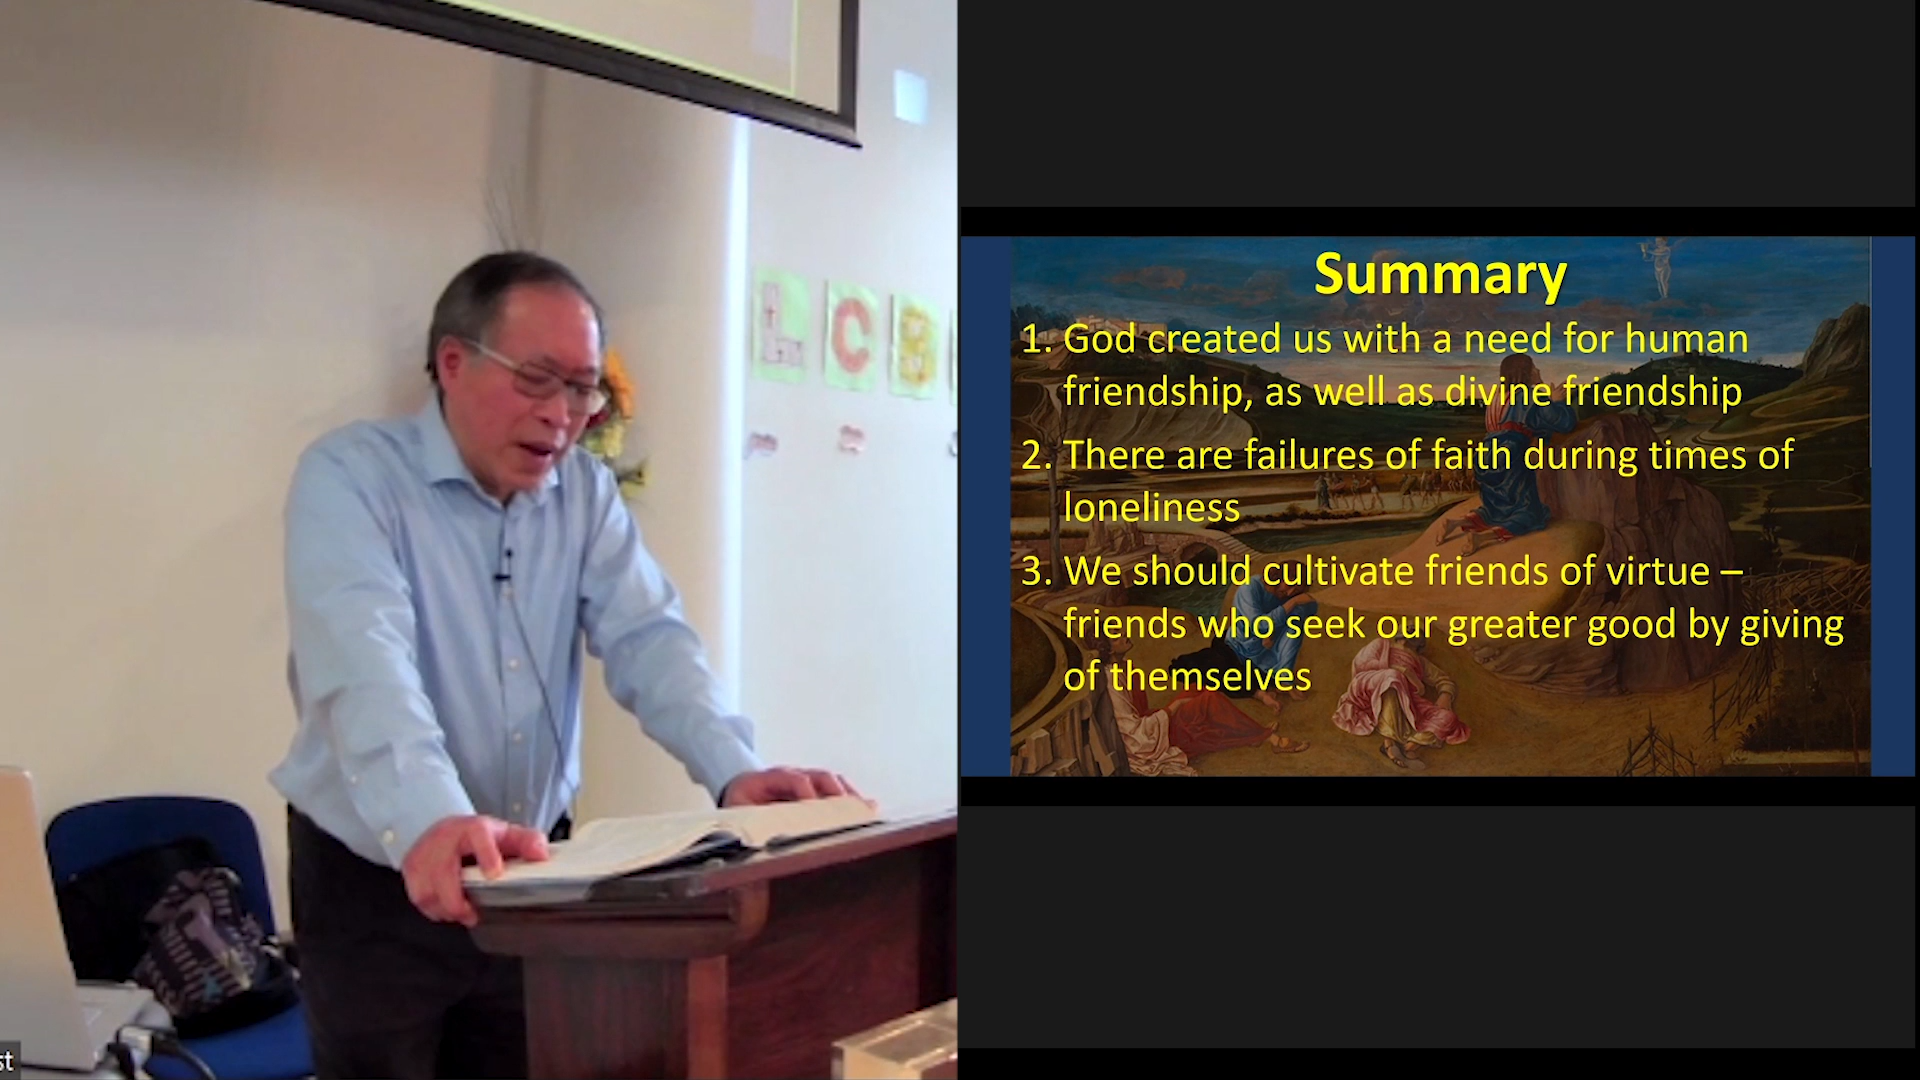 L C B
Summary
1. God created us with a need for human
friendship, as well as divine friendship
2. There are failures of faith during times of
loneliness
3. We should cultivate friends of virtue –
friends who seek our greater good by giving
of themselves
st